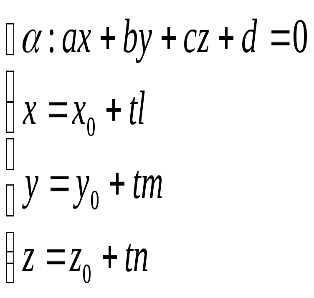 α: ax + by + cz + d = 0
x = x₀ + tl
y = y₀ + tm
z = z₀ + tn